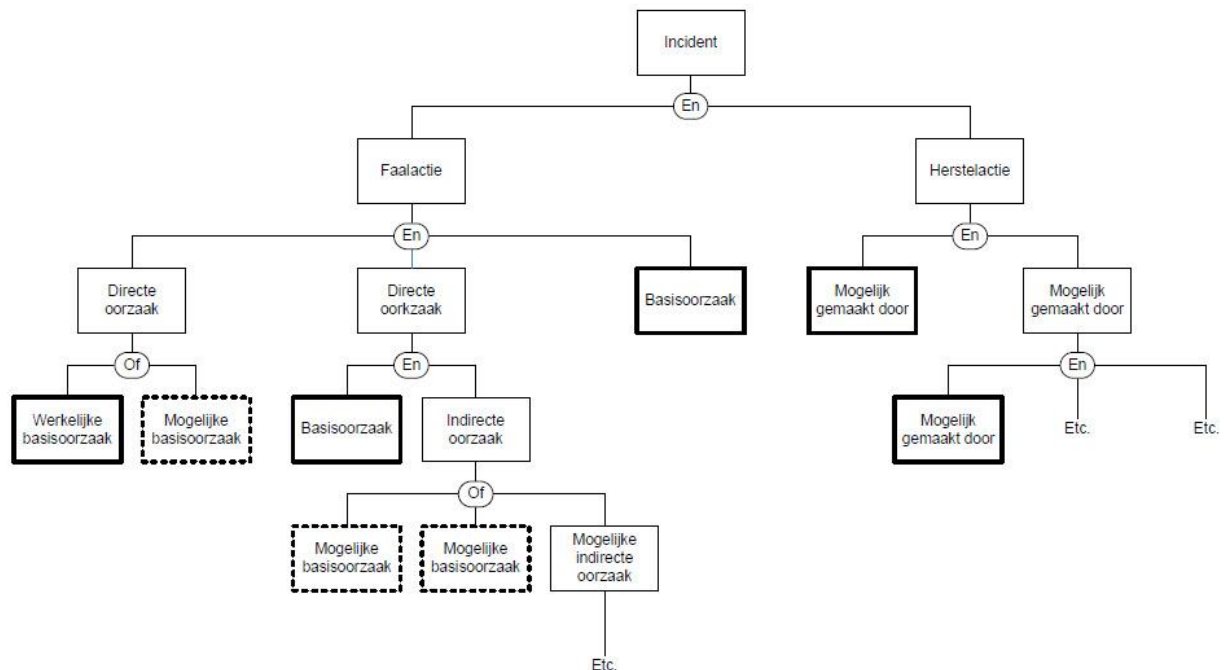 Incident
En
Faalactie
Herstelactie
En
En
Directe
oorzaak
Directe
oorkzaak
Basisoorzaak
Mogelijk
gemaakt door
Mogelijk
gemaakt door
Of
En
En
Werkelijke
basisoorzaak
Mogelijke
basisoorzaak
Basisoorzaak
Indirecte
oorzaak
Mogelijk
gemaakt door
Etc.
Etc.
Of
Mogelijke
basisoorzaak
Mogelijke
basisoorzaak
Mogelijke
indirecte
oorzaak
Etc.